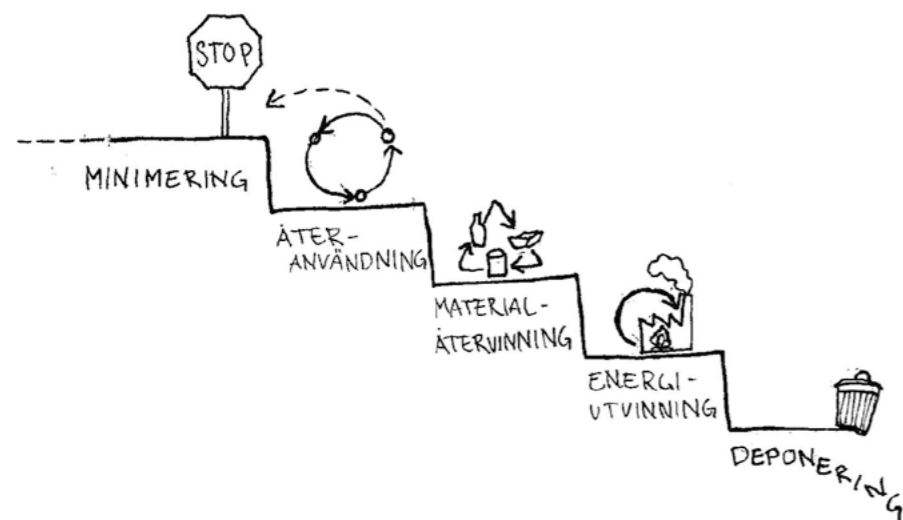 STOP
MINIMERING
ÅTER-
ANVÄNDNING
MATERIAL-
ÅTERVINNING
ENERGI-
UTVINNING
DEPONERING